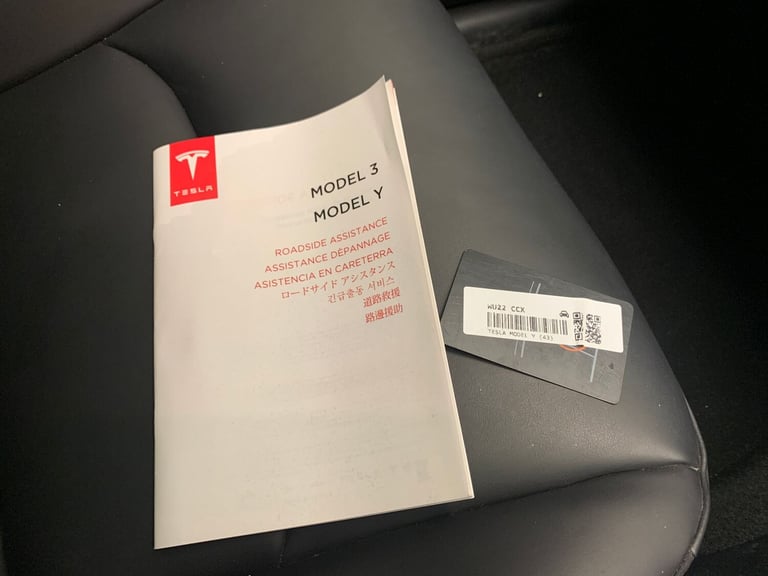 TESLA
MODEL 3
MODEL Y
ROADSIDE ASSISTANCE
ASSISTANCE DÉPANNAGE
ASISTENCIA EN CARETERRA
ロードサイド アシスタンス
긴급출동 서비스
道路救援
路邊援助
WU22 CCX
TESLA MODEL Y (43)